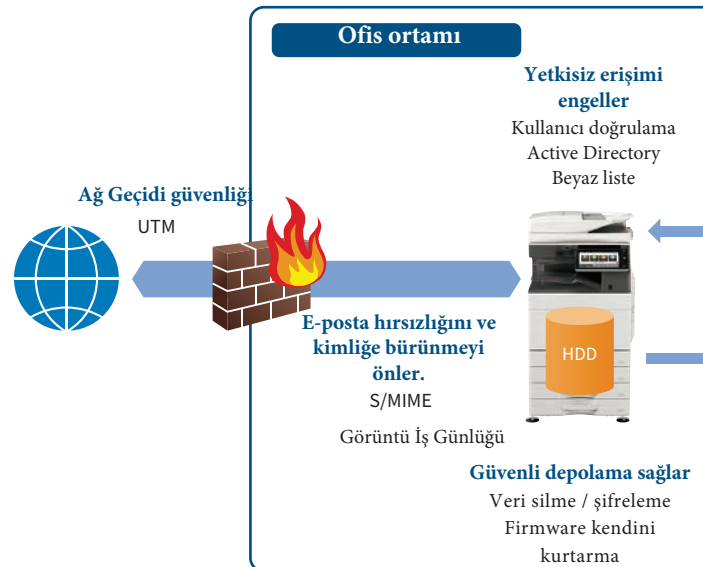 Ofis ortamı
Yetkisiz erişimi
engeller
Kullanıcı doğrulama
Active Directory
Beyaz liste
Ağ Geçidi güvenliği
UTM
E-posta hırsızlığını ve
kimliğe bürünmeyi
önler.
S/MIME
Görüntü İş Günlüğü
HDD
Güvenli depolama sağlar
Veri silme / şifreleme
Firmware kendini
kurtarma